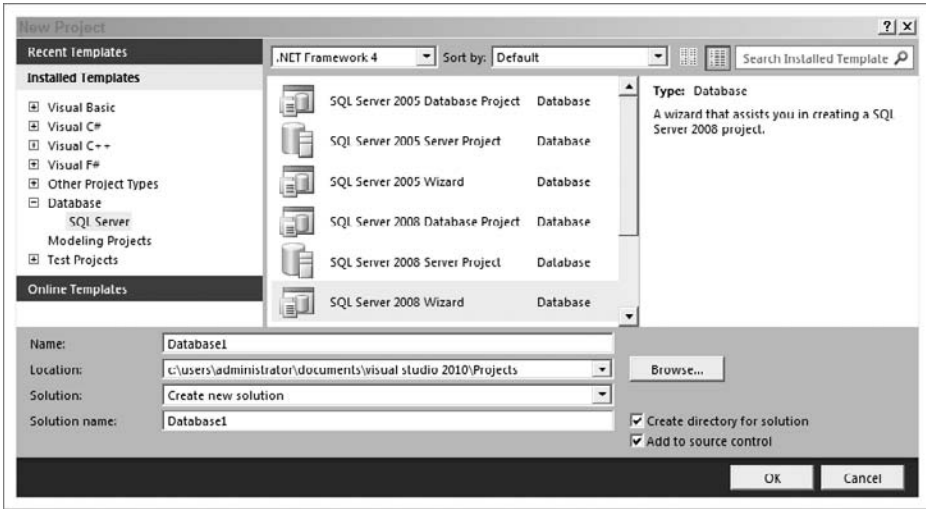 New Project
Recent Templates
.NET Framework 4
Sort by: Default
Search Installed Template
Installed Templates
Visual Basic
Visual C#
Visual C++
Visual F#
Other Project Types
Database
SQL Server
Modeling Projects
Test Projects
Online Templates
SQL Server 2005 Database Project Database
SQL Server 2005 Server Project Database
SQL Server 2005 Wizard Database
SQL Server 2008 Database Project Database
SQL Server 2008 Server Project Database
SQL Server 2008 Wizard Database
Type: Database
A wizard that assists you in creating a SQL
Server 2008 project.
Name: Database1
Location: c:\users\administrator\documents\visual studio 2010\Projects
Browse...
Solution: Create new solution
Solution name: Database1
Create directory for solution
Add to source control
OK Cancel